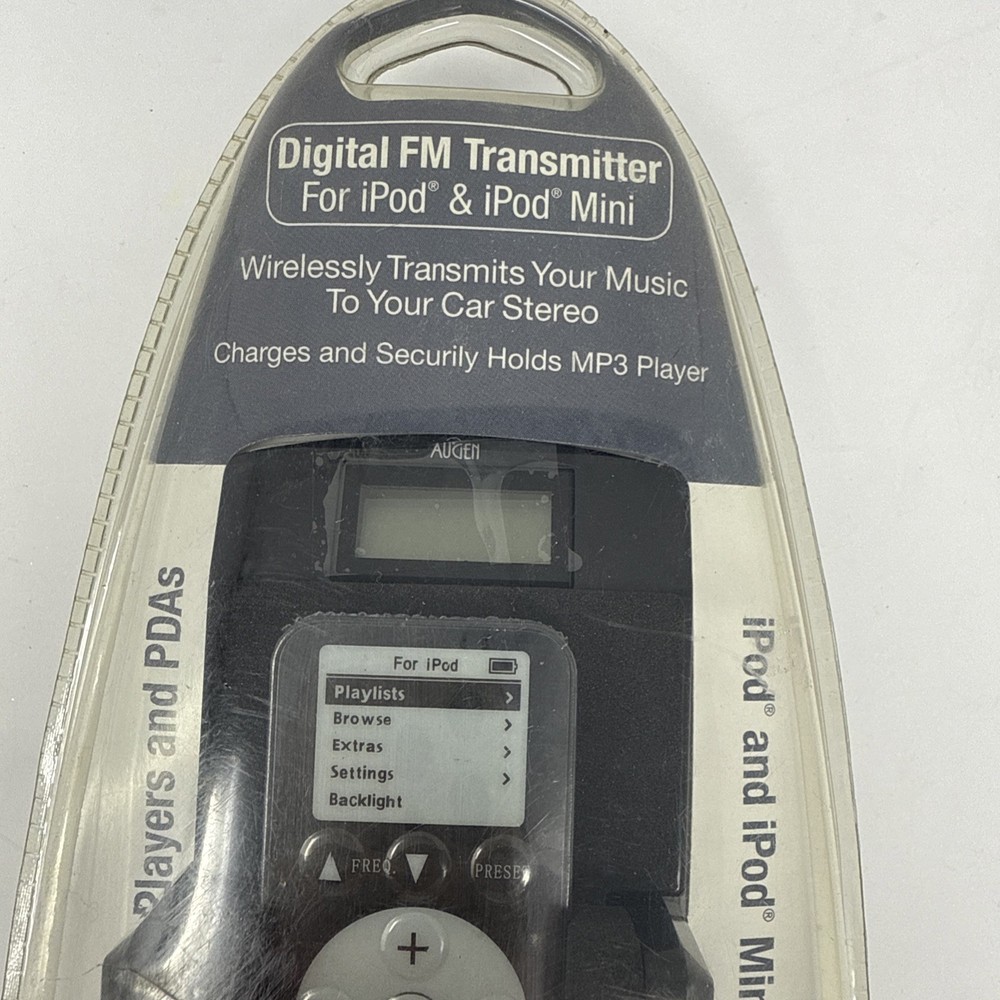 Digital FM Transmitter
For iPod® & iPod® Mini
Wirelessly Transmits Your Music
To Your Car Stereo
Charges and Securily Holds MP3 Player
AUGEN
Players and PDAs
For iPod
Playlists >
Browse >
Extras >
Settings >
Backlight
FREQ.
PRESE
+
iPod® and iPod® Min